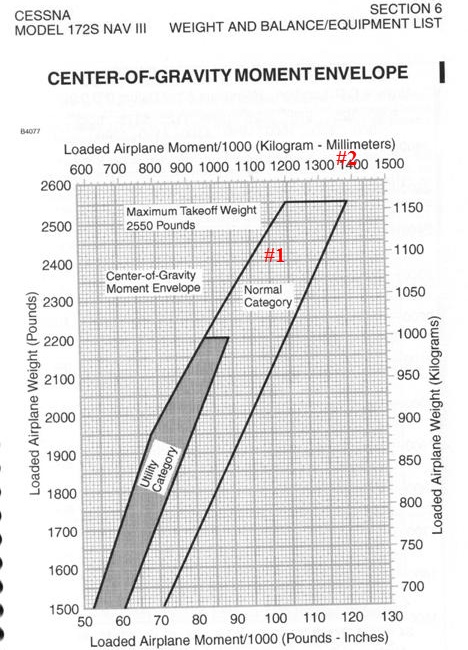 CESSNA
MODEL 172S NAV III
SECTION 6
WEIGHT AND BALANCE/EQUIPMENT LIST
CENTER-OF-GRAVITY MOMENT ENVELOPE
B4077
Loaded Airplane Moment/1000 (Kilogram - Millimeters)
#2
600 700 800 900 1000 1100 1200 1300 1400 1500
2600
2500
2400
2300
2200
2100
2000
1900
1800
1700
1600
1500
Loaded Airplane Weight (Pounds)
Maximum Takeoff Weight
2550 Pounds
#1
Center-of-Gravity
Moment Envelope
Normal
Category
Utility
Category
1150
1100
1050
1000
950
900
850
800
750
700
Loaded Airplane Weight (Kilograms)
50 60 70 80 90 100 110 120 130
Loaded Airplane Moment/1000 (Pounds - Inches)